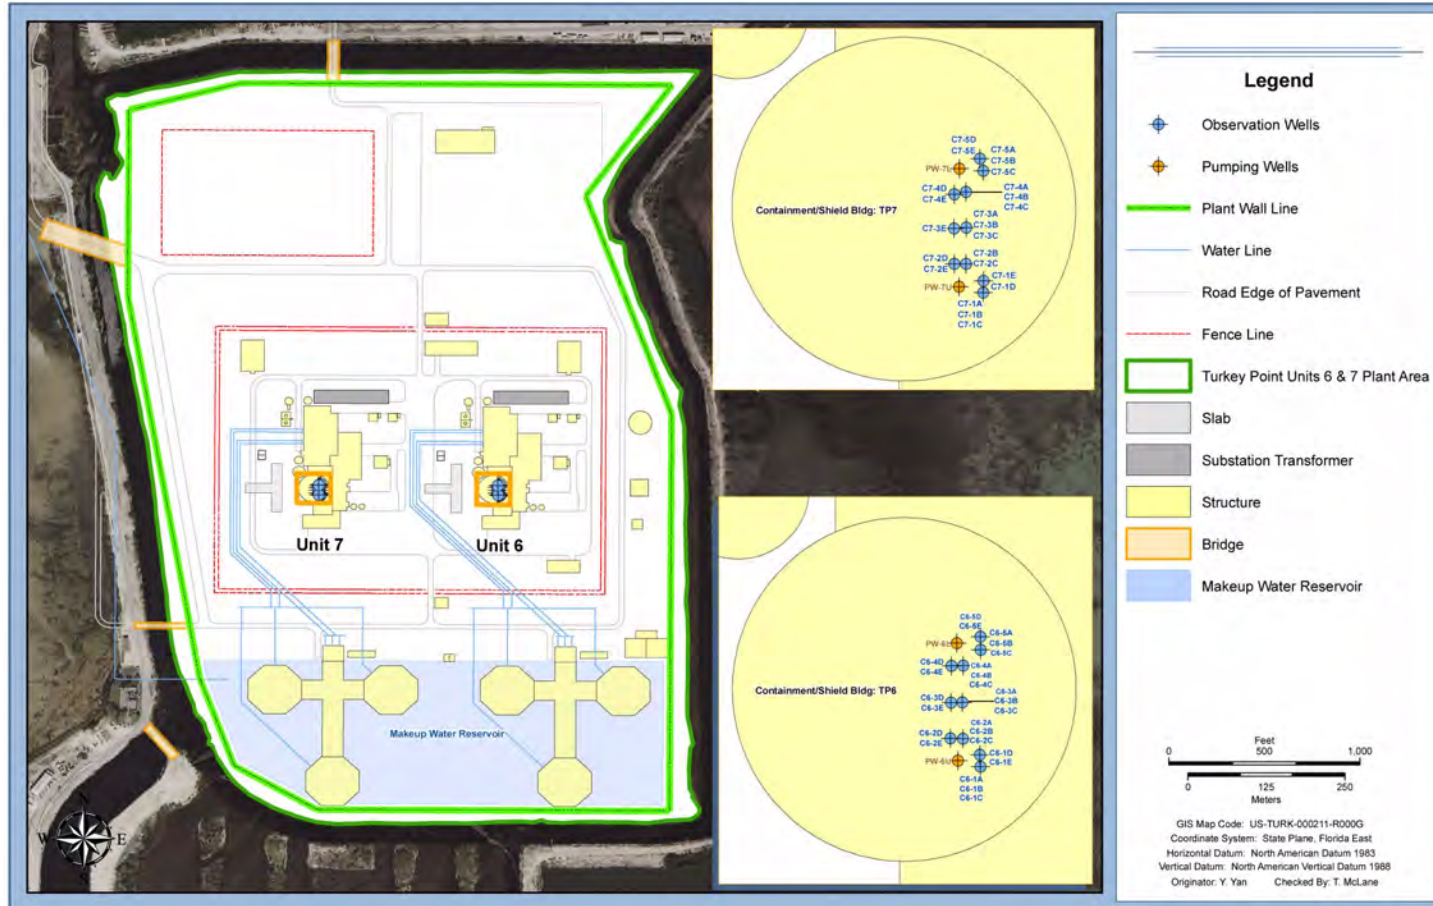 C7-5D
C7-5E
C7-5A
C7-5B
C7-5C
PW-7L
C7-4D
C7-4E
C7-4A
C7-4B
C7-4C
Containment/Shield Bldg: TP7
C7-3A
C7-3B
C7-3C
C7-3E
C7-2D
C7-2E
C7-2B
C7-2C
C7-1E
C7-1D
PW-7U
C7-1A
C7-1B
C7-1C
Unit 7
Unit 6
C6-5D
C6-5E
C6-5A
C6-5B
C6-5C
PW-6L
C6-4D
C6-4E
C6-4A
C6-4B
C6-4C
Containment/Shield Bldg: TP6
C6-3D
C6-3E
C6-3A
C6-3B
C6-3C
C6-2D
C6-2E
C6-2A
C6-2B
C6-2C
C6-1D
C6-1E
PW-6U
C6-1A
C6-1B
C6-1C
Makeup Water Reservoir
N
W
E
S
Legend
Observation Wells
Pumping Wells
Plant Wall Line
Water Line
Road Edge of Pavement
Fence Line
Turkey Point Units 6 & 7 Plant Area
Slab
Substation Transformer
Structure
Bridge
Makeup Water Reservoir
Feet
0 500 1,000
0 125 250
Meters
GIS Map Code: US-TURK-000211-R000G
Coordinate System: State Plane, Florida East
Horizontal Datum: North American Datum 1983
Vertical Datum: North American Vertical Datum 1988
Originator: Y. Yan Checked By: T. McLane